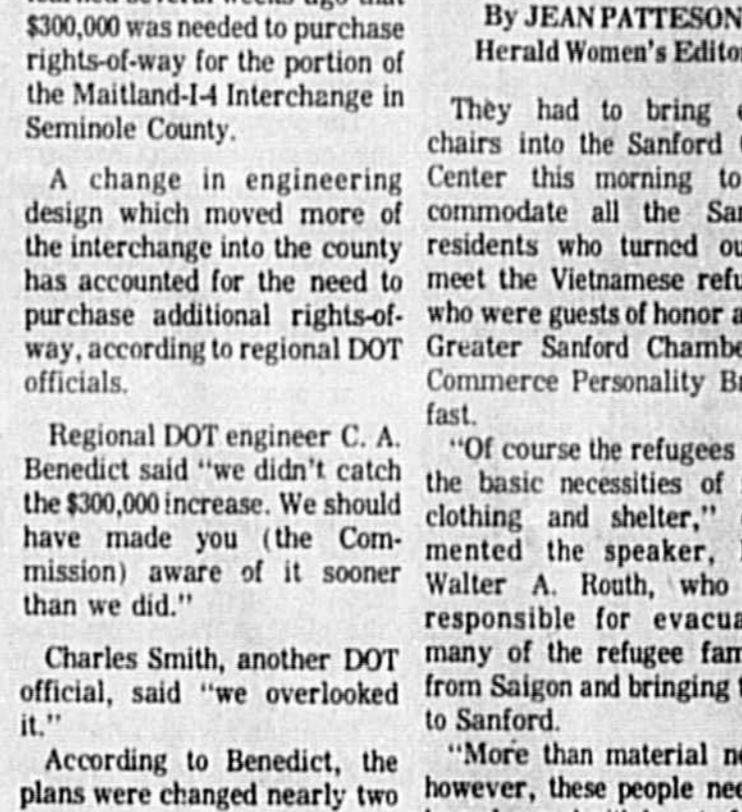 $300,000 was needed to purchase
rights-of-way for the portion of
the Maitland-I-4 Interchange in
Seminole County.
A change in engineering
design which moved more of
the interchange into the county
has accounted for the need to
purchase additional rights-of-
way, according to regional DOT
officials.
Regional DOT engineer C. A.
Benedict said "we didn't catch
the $300,000 increase. We should
have made you (the Com-
mission) aware of it sooner
than we did."
Charles Smith, another DOT
official, said "we overlooked
it."
According to Benedict, the
plans were changed nearly two
By JEAN PATTESON
Herald Women's Editor
They had to bring
chairs into the Sanford
Center this morning to
commodate all the
residents who turned
meet the Vietnamese
who were guests of honor
Greater Sanford
Commerce Personality
fast.
"Of course the refugees
the basic necessities of
clothing and shelter,"
mented the speaker,
Walter A. Routh, who
responsible for
many of the refugee
from Saigon and bringing
to Sanford.
"More than material
however, these people